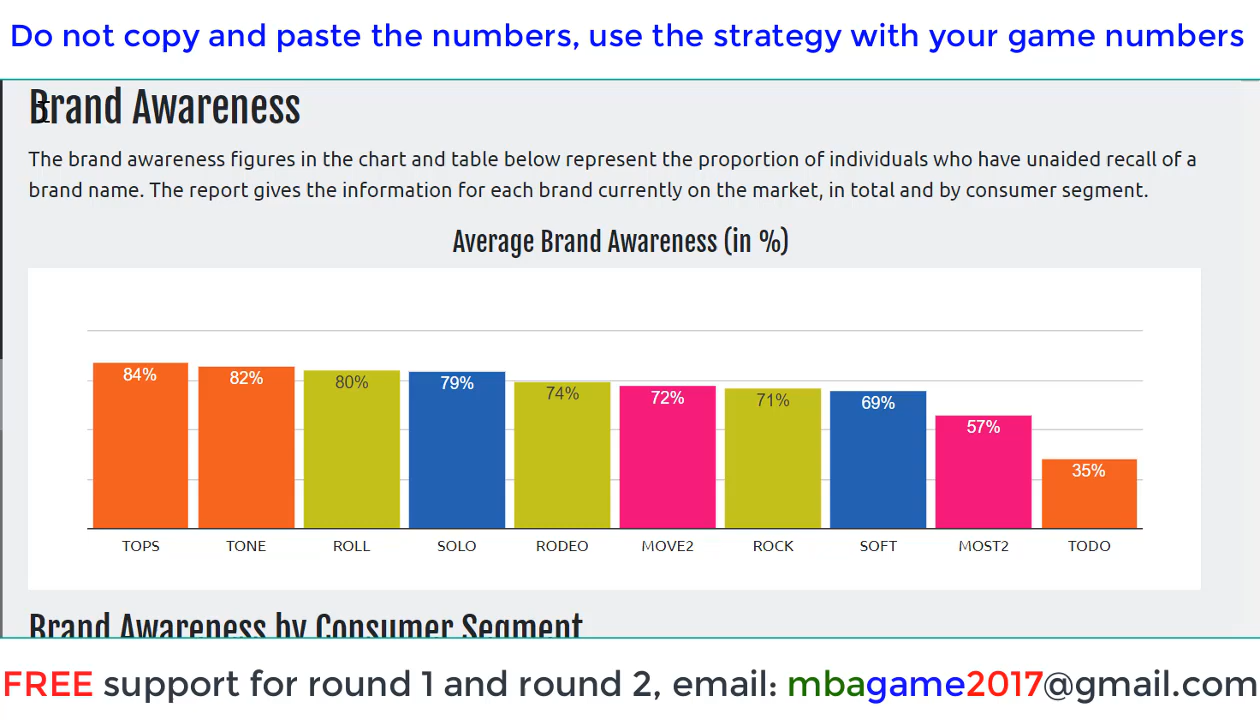 Do not copy and paste the numbers, use the strategy with your game numbers
Brand Awareness
The brand awareness figures in the chart and table below represent the proportion of individuals who have unaided recall of a
brand name. The report gives the information for each brand currently on the market, in total and by consumer segment.
Average Brand Awareness (in %)
84% 82% 80% 79% 74% 72% 71% 69% 57% 35%
TOPS TONE ROLL SOLO RODEO MOVE2 ROCK SOFT MOST2 TODO
Brand Awareness by Consumer Segment
FREE support for round 1 and round 2, email: mbagame2017@gmail.com